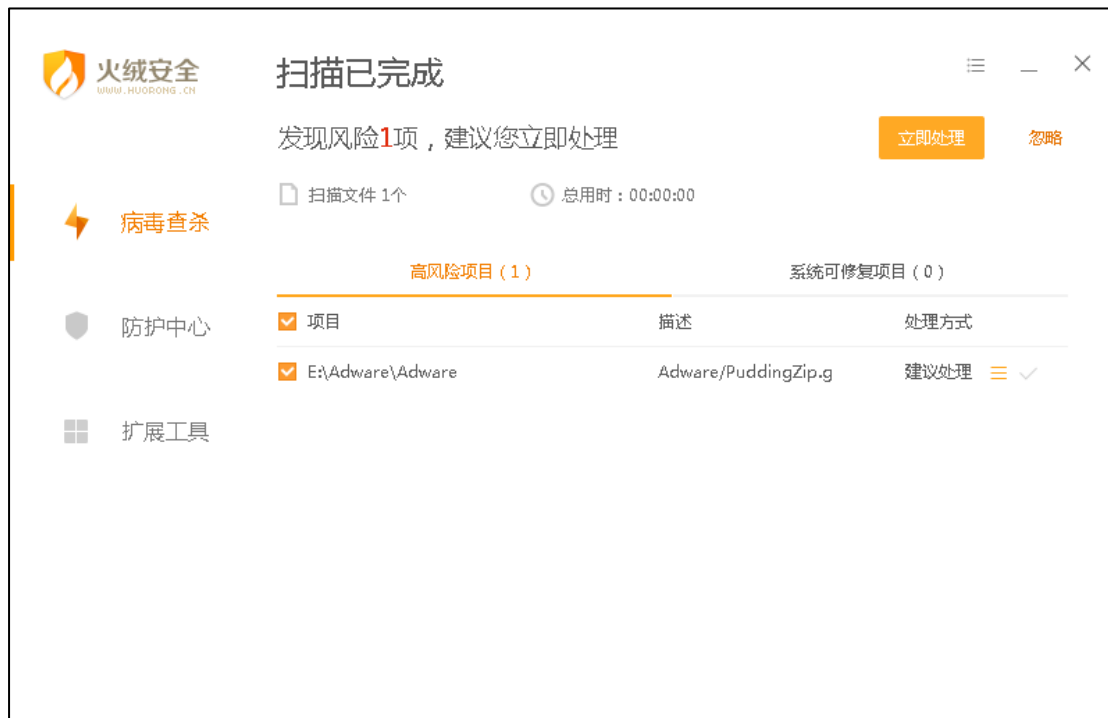 火绒安全
WWW.HUORONG.CN
扫描已完成
发现风险1项，建议您立即处理
立即处理
忽略
扫描文件 1个
总用时：00:00:00
病毒查杀
防护中心
扩展工具
高风险项目（1）
系统可修复项目（0）
项目 描述 处理方式
E:\Adware\Adware Adware/PuddingZip.g 建议处理